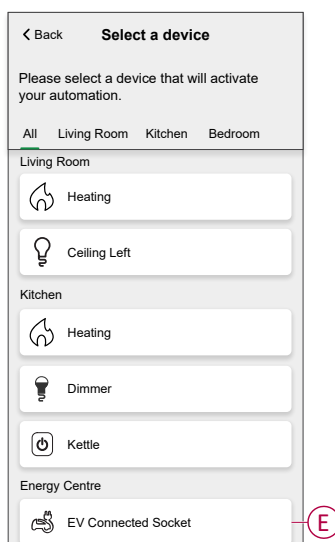 Back Select a device
Please select a device that will activate
your automation.
All Living Room Kitchen Bedroom
Living Room
Heating
Ceiling Left
Kitchen
Heating
Dimmer
Kettle
Energy Centre
EV Connected Socket E